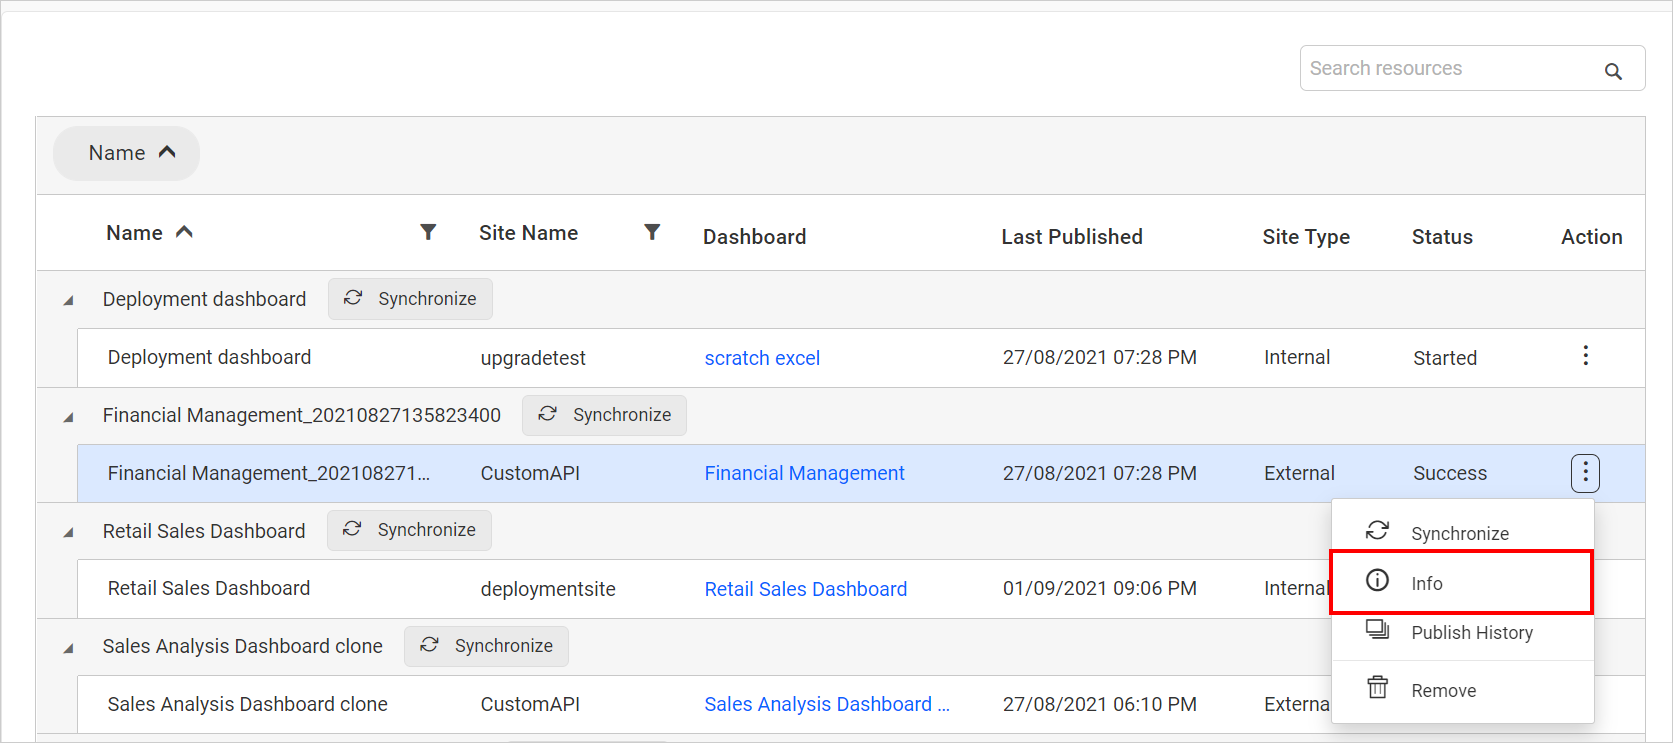 Search resources
Name
Name Site Name Dashboard Last Published Site Type Status Action
Deployment dashboard Synchronize
Deployment dashboard upgradetest scratch excel 27/08/2021 07:28 PM Internal Started
Financial Management_20210827135823400 Synchronize
Financial Management_202108271... CustomAPI Financial Management 27/08/2021 07:28 PM External Success
Retail Sales Dashboard Synchronize
Synchronize
Retail Sales Dashboard deploymentsite Retail Sales Dashboard 01/09/2021 09:06 PM Internal
Info
Publish History
Sales Analysis Dashboard clone Synchronize
Sales Analysis Dashboard clone CustomAPI Sales Analysis Dashboard ... 27/08/2021 06:10 PM Externa
Remove